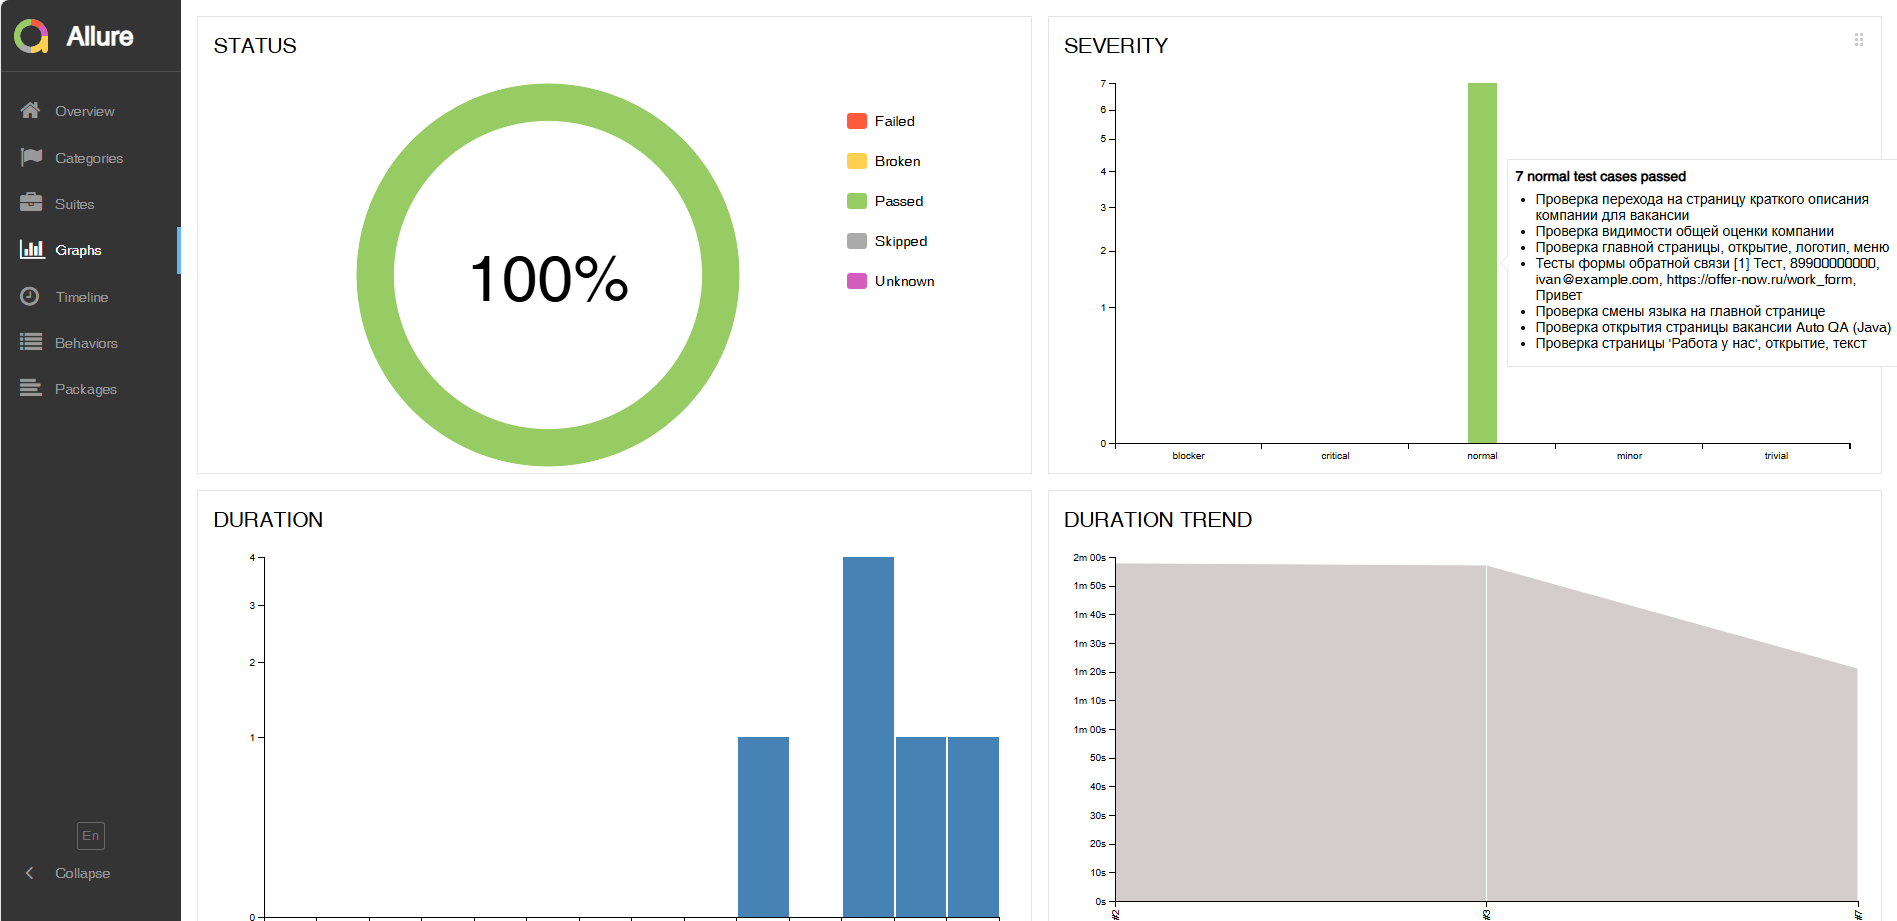 Allure
Overview
Categories
Suites
Graphs
Timeline
Behaviors
Packages
En
Collapse
STATUS
100%
Failed
Broken
Passed
Skipped
Unknown
SEVERITY
7
6
5
4
3
2
1
0
blocker
critical
normal
minor
trivial
7 normal test cases passed
Проверка перехода на страницу краткого описания
компании для вакансии
Проверка видимости общей оценки компании
Проверка главной страницы, открытие, логотип, меню
Тесты формы обратной связи [1] Тест, 89900000000,
ivan@example.com, https://offer-now.ru/work_form,
Привет
Проверка смены языка на главной странице
Проверка открытия страницы вакансии Auto QA (Java)
Проверка страницы 'Работа у нас', открытие, текст
DURATION
4
3
2
1
0
DURATION TREND
2m 00s
1m 50s
1m 40s
1m 30s
1m 20s
1m 10s
1m 00s
50s
40s
30s
20s
10s
0s
#2
#3
#7